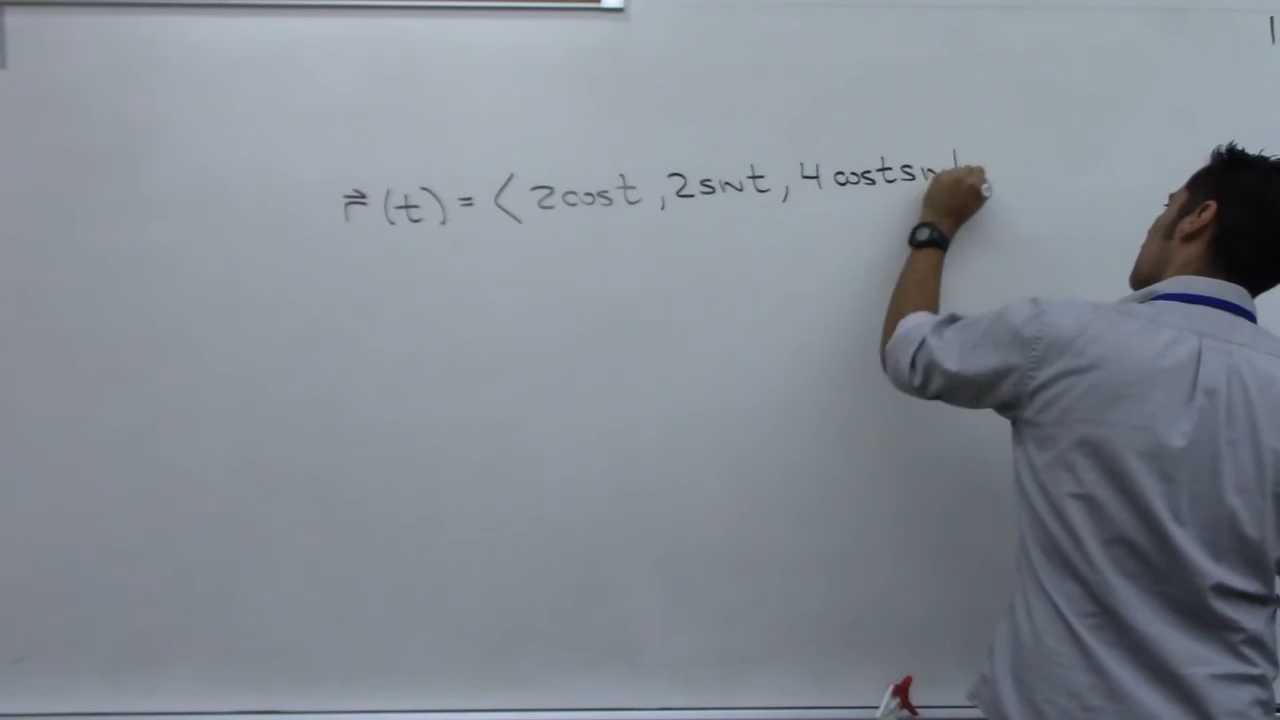 r⃗(t) = ⟨2cost, 2sint, 4costsint